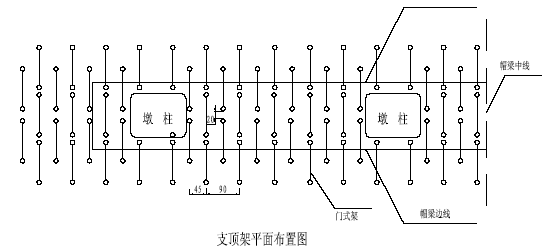 帽梁中线
墩 柱
墩 柱
20
45
90
门式架
帽梁边线
支顶架平面布置图